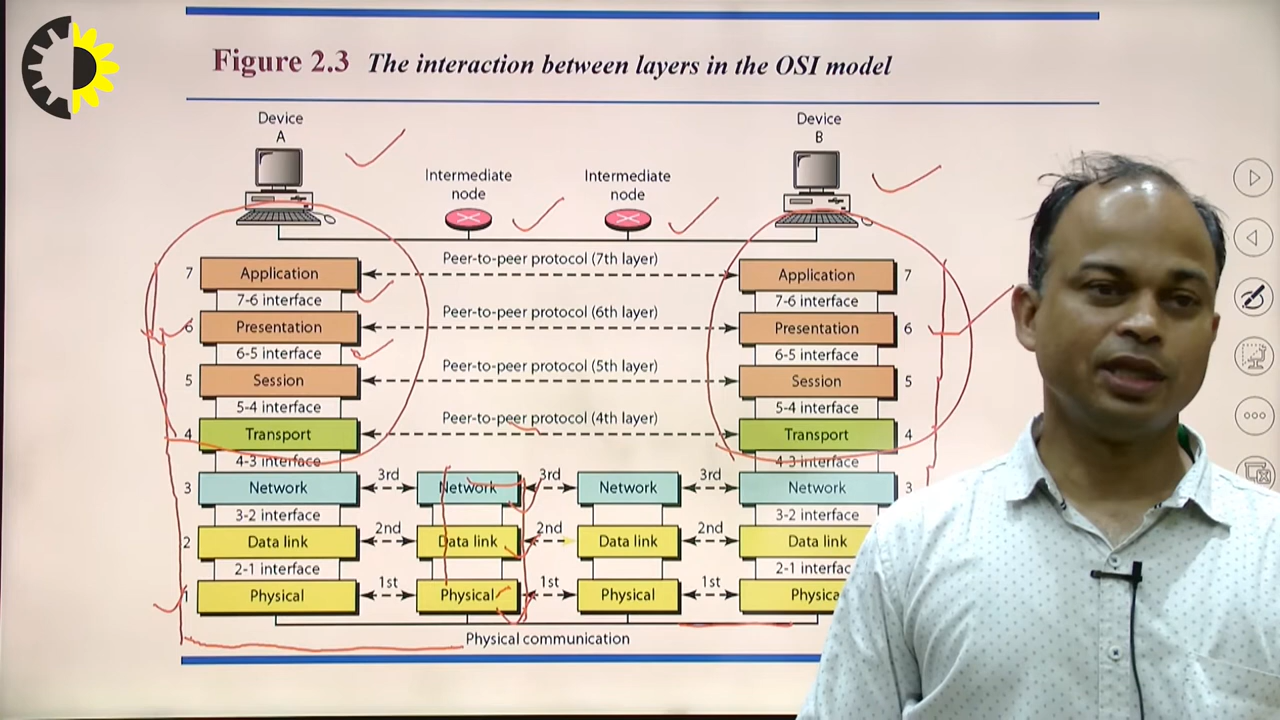 Figure 2.3 The interaction between layers in the OSI model
Device
A
Device
B
Intermediate
node
Intermediate
node
7 Application Peer-to-peer protocol (7th layer) Application 7
7-6 interface 7-6 interface
6 Presentation Peer-to-peer protocol (6th layer) Presentation 6
6-5 interface 6-5 interface
5 Session Peer-to-peer protocol (5th layer) Session 5
5-4 interface 5-4 interface
4 Transport Peer-to-peer protocol (4th layer) Transport 4
4-3 interface 4-3 interface
3 Network 3rd Network 3rd Network 3rd Network 3
3-2 interface 3-2 interface
2 Data link 2nd Data link 2nd Data link 2nd Data link
2-1 interface 2-1 interfac
1 Physical 1st Physical 1st Physical 1st Physica
Physical communication